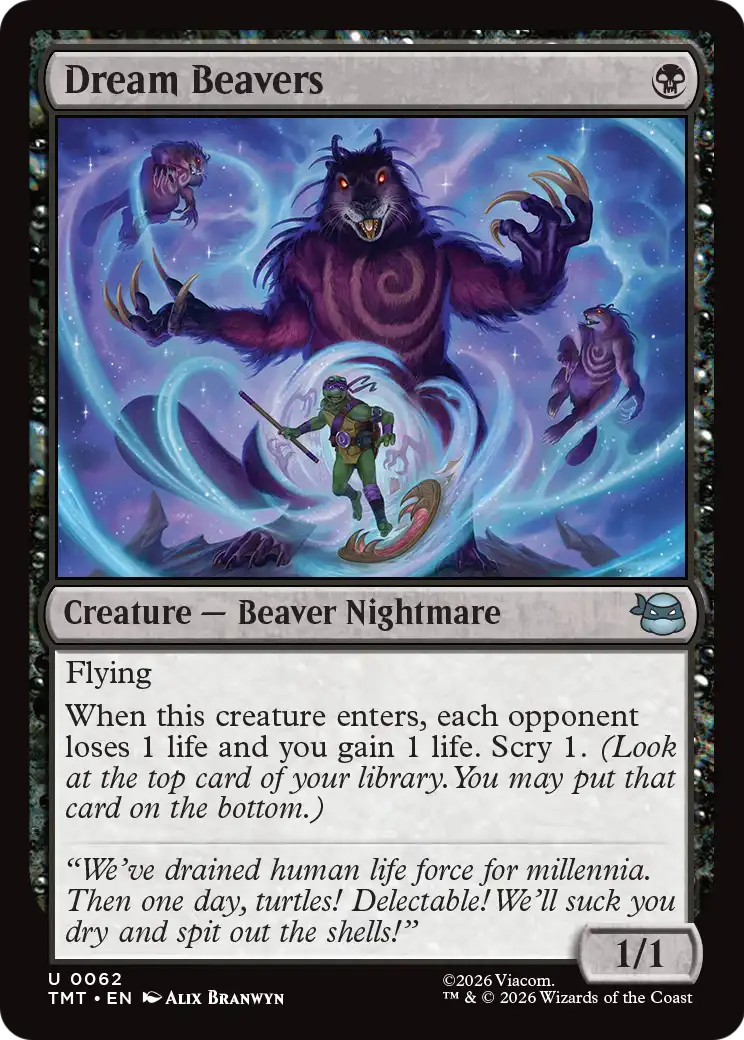 Dream Beavers
Creature — Beaver Nightmare
Flying
When this creature enters, each opponent
loses 1 life and you gain 1 life. Scry 1. (Look
at the top card of your library. You may put that
card on the bottom.)
“We’ve drained human life force for millennia.
Then one day, turtles! Delectable! We’ll suck you
dry and spit out the shells!”
1/1
U 0062
TMT • EN Alix Branwyn
©2026 Viacom.
™ & © 2026 Wizards of the Coast